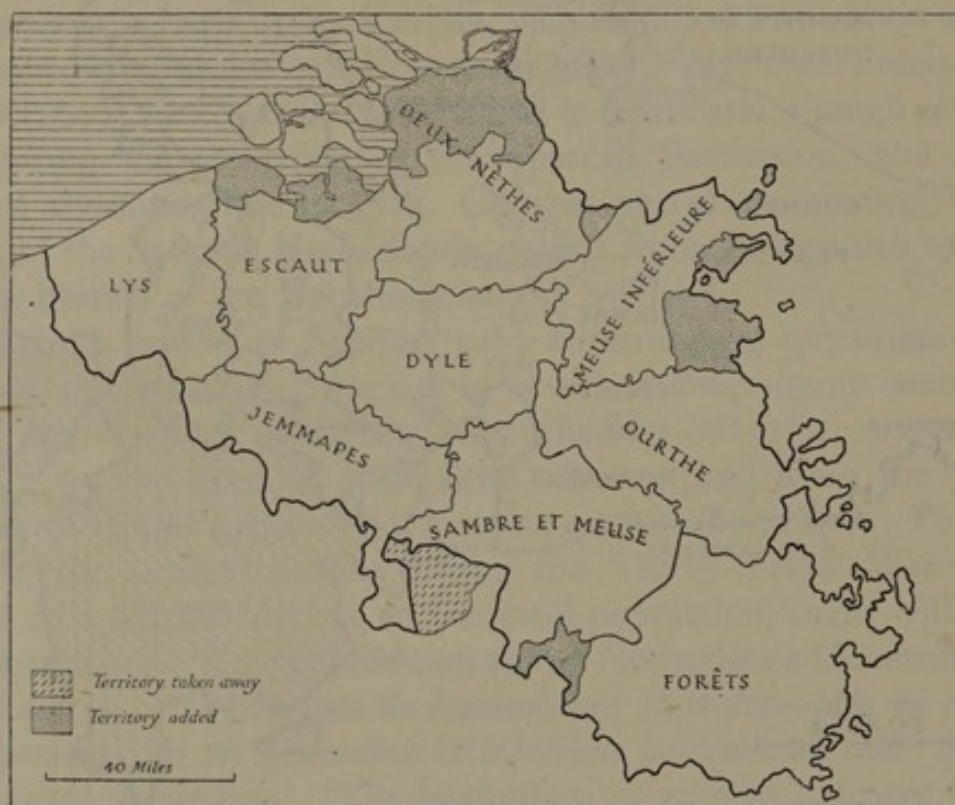 DEUX NÈTHES
MEUSE INFÉRIEURE
LYS
ESCAUT
DYLE
JEMMAPES
OURTHE
SAMBRE ET MEUSE
FORÊTS
Territory taken away
Territory added
40 Miles